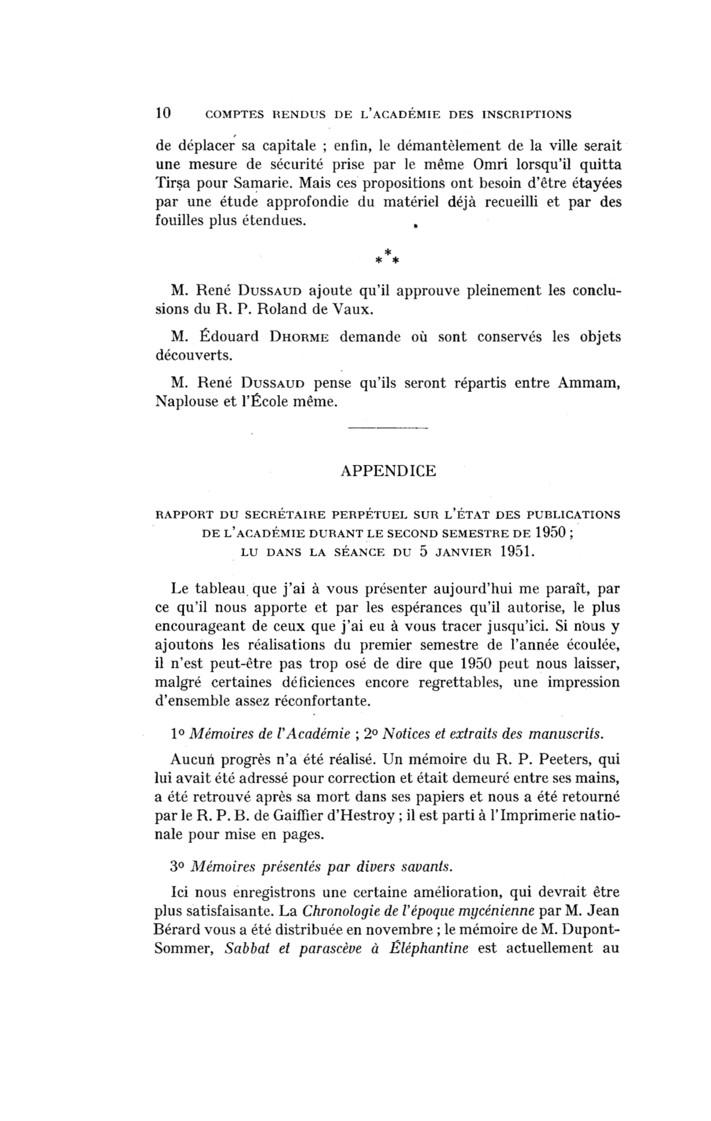 10 COMPTES RENDUS DE L'ACADÉMIE DES INSCRIPTIONS
de déplacer sa capitale ; enfin, le démantèlement de la ville serait
une mesure de sécurité prise par le même Omri lorsqu'il quitta
Tirṣa pour Samarie. Mais ces propositions ont besoin d'être étayées
par une étude approfondie du matériel déjà recueilli et par des
fouilles plus étendues.
***
M. René DUSSAUD ajoute qu'il approuve pleinement les conclu-
sions du R. P. Roland de Vaux.
M. Édouard DHORME demande où sont conservés les objets
découverts.
M. René DUSSAUD pense qu'ils seront répartis entre Ammam,
Naplouse et l'École même.
APPENDICE
RAPPORT DU SECRÉTAIRE PERPÉTUEL SUR L'ÉTAT DES PUBLICATIONS
DE L'ACADÉMIE DURANT LE SECOND SEMESTRE DE 1950 ;
LU DANS LA SÉANCE DU 5 JANVIER 1951.
Le tableau que j'ai à vous présenter aujourd'hui me paraît, par
ce qu'il nous apporte et par les espérances qu'il autorise, le plus
encourageant de ceux que j'ai eu à vous tracer jusqu'ici. Si nous y
ajoutons les réalisations du premier semestre de l'année écoulée,
il n'est peut-être pas trop osé de dire que 1950 peut nous laisser,
malgré certaines déficiences encore regrettables, une impression
d'ensemble assez réconfortante.
1º Mémoires de l'Académie ; 2º Notices et extraits des manuscrits.
Aucun progrès n'a été réalisé. Un mémoire du R. P. Peeters, qui
lui avait été adressé pour correction et était demeuré entre ses mains,
a été retrouvé après sa mort dans ses papiers et nous a été retourné
par le R. P. B. de Gaiffier d'Hestroy ; il est parti à l'Imprimerie natio-
nale pour mise en pages.
3º Mémoires présentés par divers savants.
Ici nous enregistrons une certaine amélioration, qui devrait être
plus satisfaisante. La Chronologie de l'époque mycénienne par M. Jean
Bérard vous a été distribuée en novembre ; le mémoire de M. Dupont-
Sommer, Sabbat et parascève à Éléphantine est actuellement au